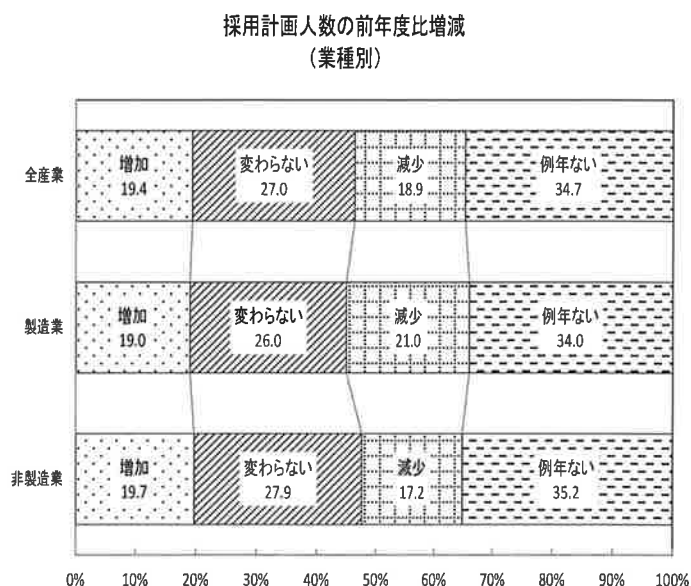 採用計画人数の前年度比増減
（業種別）
全産業
増加
19.4
変わらない
27.0
減少
18.9
例年ない
34.7
製造業
増加
19.0
変わらない
26.0
減少
21.0
例年ない
34.0
非製造業
増加
19.7
変わらない
27.9
減少
17.2
例年ない
35.2
0% 10% 20% 30% 40% 50% 60% 70% 80% 90% 100%